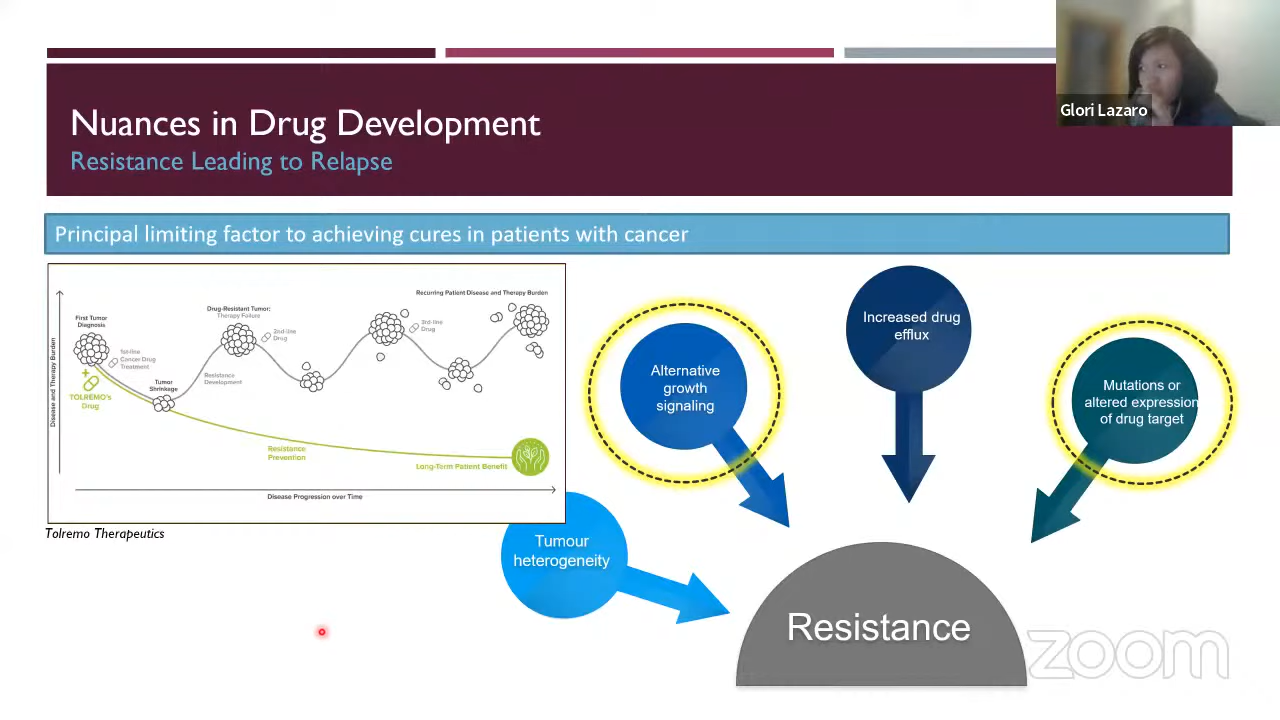 Glori Lazaro
Nuances in Drug Development
Resistance Leading to Relapse
Principal limiting factor to achieving cures in patients with cancer
Disease and Therapy Burden
First Tumor
Diagnosis
1st-line
Cancer Drug
Treatment
TOLREMO's
Drug
Tumor
Shrinkage
Drug-Resistant Tumor:
Therapy Failure
2nd-line
Drug
Resistance
Development
3rd-line
Drug
Recurring Patient Disease and Therapy Burden
Resistance
Prevention
Long-Term Patient Benefit
Disease Progression over Time
Tolremo Therapeutics
Tumour
heterogeneity
Alternative
growth
signaling
Increased drug
efflux
Mutations or
altered expression
of drug target
Resistance
zoom